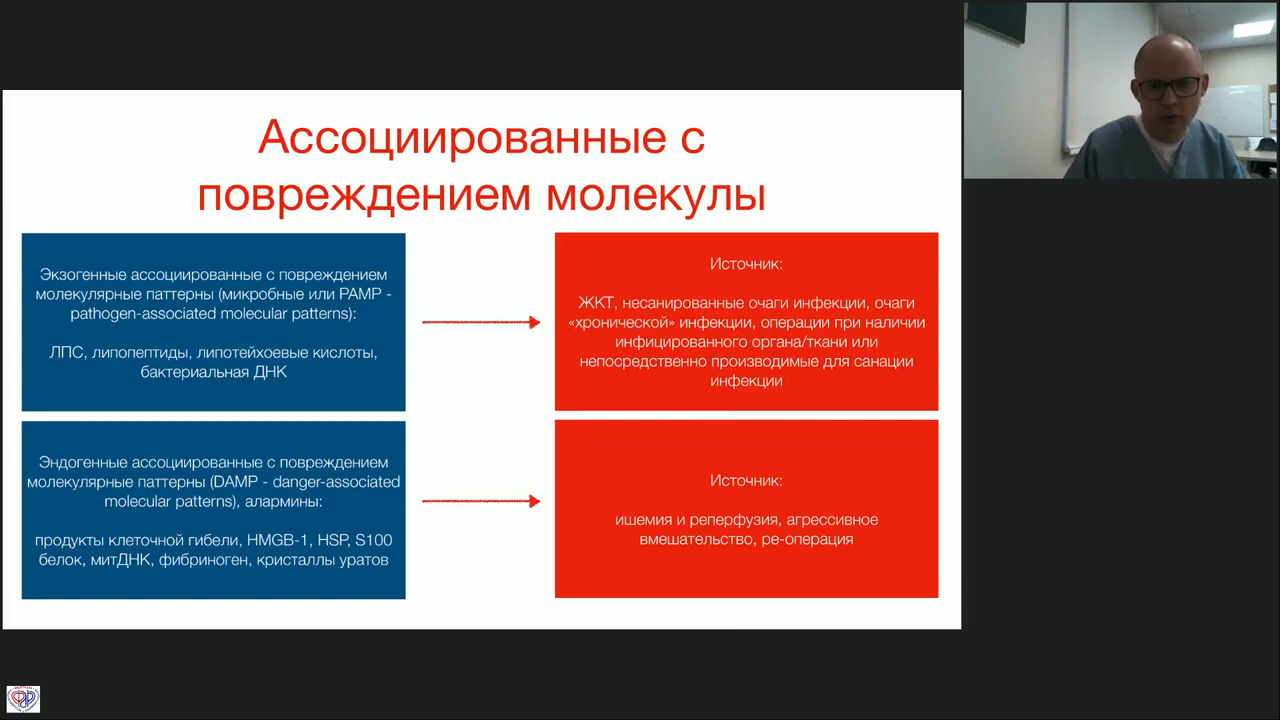 Ассоциированные с
повреждением молекулы
Экзогенные ассоциированные с повреждением
молекулярные паттерны (микробные или PAMP -
pathogen-associated molecular patterns):
ЛПС, липопептиды, липотейхоевые кислоты,
бактериальная ДНК
Источник:
ЖКТ, несанированные очаги инфекции, очаги
«хронической» инфекции, операции при наличии
инфицированного органа/ткани или
непосредственно производимые для санации
инфекции
Эндогенные ассоциированные с повреждением
молекулярные паттерны (DAMP - danger-associated
molecular patterns), алармины:
продукты клеточной гибели, HMGB-1, HSP, S100
белок, митДНК, фибриноген, кристаллы уратов
Источник:
ишемия и реперфузия, агрессивное
вмешательство, ре-операция